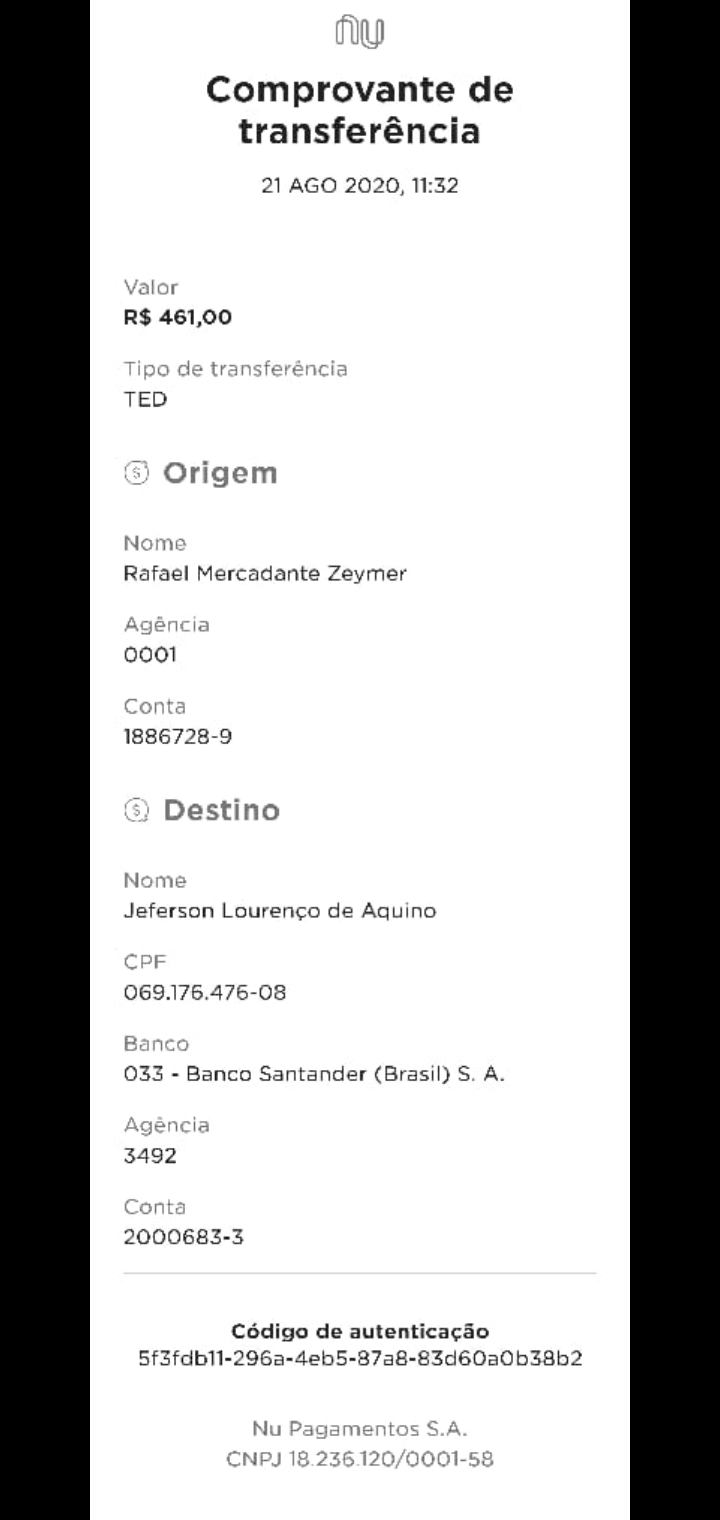 nu
Comprovante de
transferência
21 AGO 2020, 11:32
Valor
R$ 461,00
Tipo de transferência
TED
Origem
Nome
Rafael Mercadante Zeymer
Agência
0001
Conta
1886728-9
Destino
Nome
Jeferson Lourenço de Aquino
CPF
069.176.476-08
Banco
033 - Banco Santander (Brasil) S. A.
Agência
3492
Conta
2000683-3
Código de autenticação
5f3fdb11-296a-4eb5-87a8-83d60a0b38b2
Nu Pagamentos S.A.
CNPJ 18.236.120/0001-58